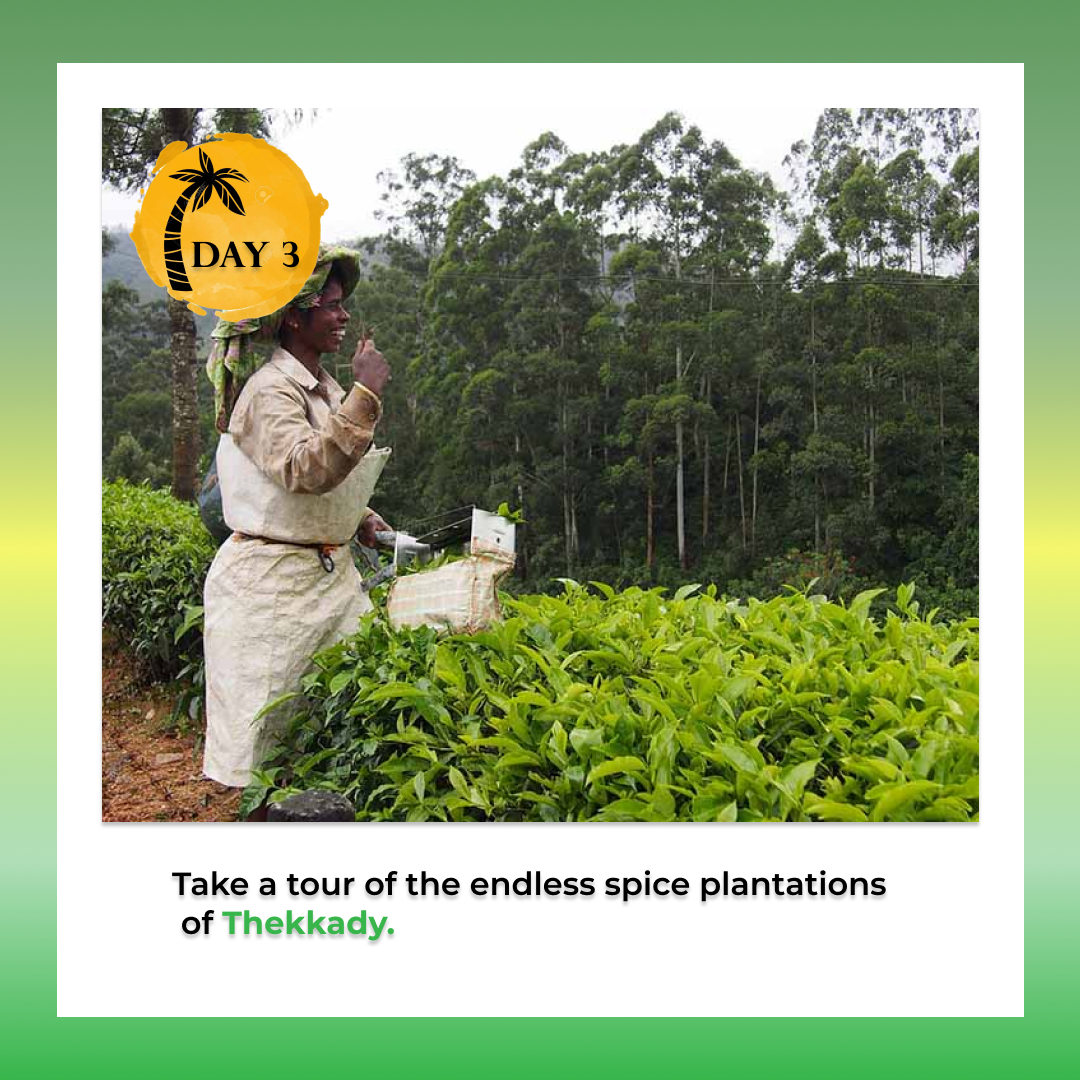 DAY 3
Take a tour of the endless spice plantations
of Thekkady.